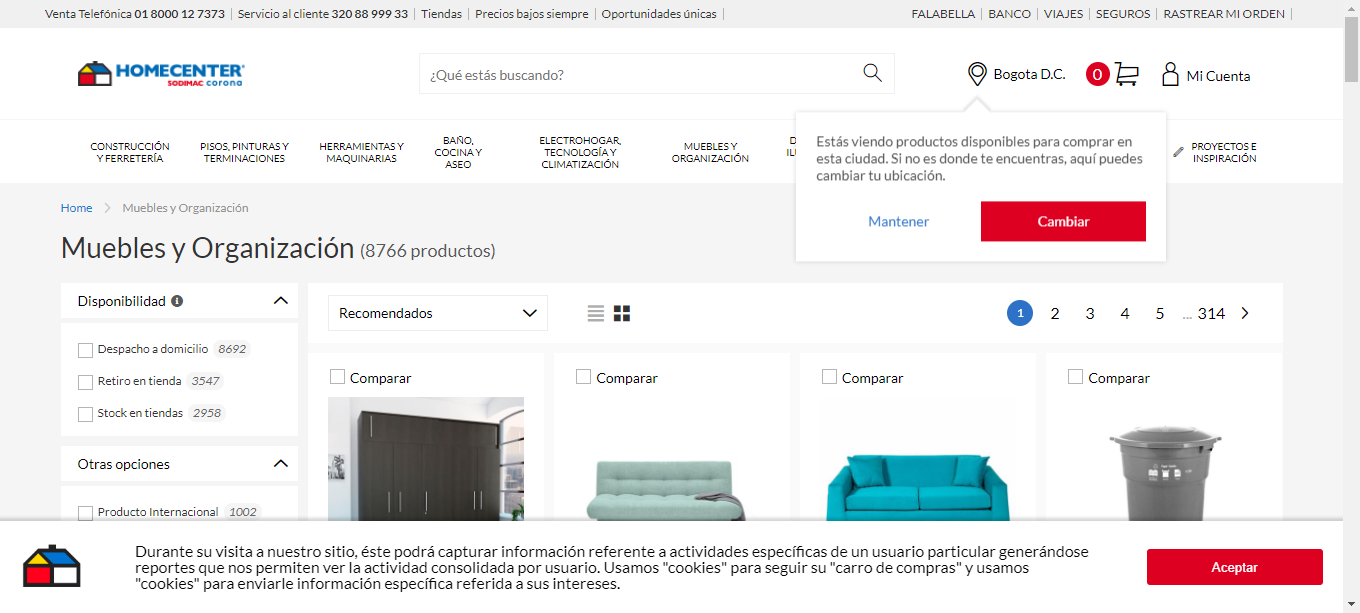 Venta Telefónica 01 8000 12 7373 | Servicio al cliente 320 88 999 33 | Tiendas | Precios bajos siempre | Oportunidades únicas |
FALABELLA | BANCO | VIAJES | SEGUROS | RASTREAR MI ORDEN |
HOMECENTER
SODIMAC corona
¿Qué estás buscando?
Bogota D.C.
0
Mi Cuenta
CONSTRUCCIÓN
Y FERRETERÍA
PISOS, PINTURAS Y
TERMINACIONES
HERRAMIENTAS Y
MAQUINARIAS
BAÑO,
COCINA Y
ASEO
ELECTROHOGAR,
TECNOLOGÍA Y
CLIMATIZACIÓN
MUEBLES Y
ORGANIZACIÓN
PROYECTOS E
INSPIRACIÓN
Estás viendo productos disponibles para comprar en
esta ciudad. Si no es donde te encuentras, aquí puedes
cambiar tu ubicación.
Mantener
Cambiar
Home
Muebles y Organización
Muebles y Organización (8766 productos)
Disponibilidad
Despacho a domicilio 8692
Retiro en tienda 3547
Stock en tiendas 2958
Otras opciones
Producto Internacional 1002
Recomendados
1 2 3 4 5 ... 314
Comparar
Comparar
Comparar
Comparar
Durante su visita a nuestro sitio, éste podrá capturar información referente a actividades específicas de un usuario particular generándose
reportes que nos permiten ver la actividad consolidada por usuario. Usamos "cookies" para seguir su "carro de compras" y usamos
"cookies" para enviarle información específica referida a sus intereses.
Aceptar